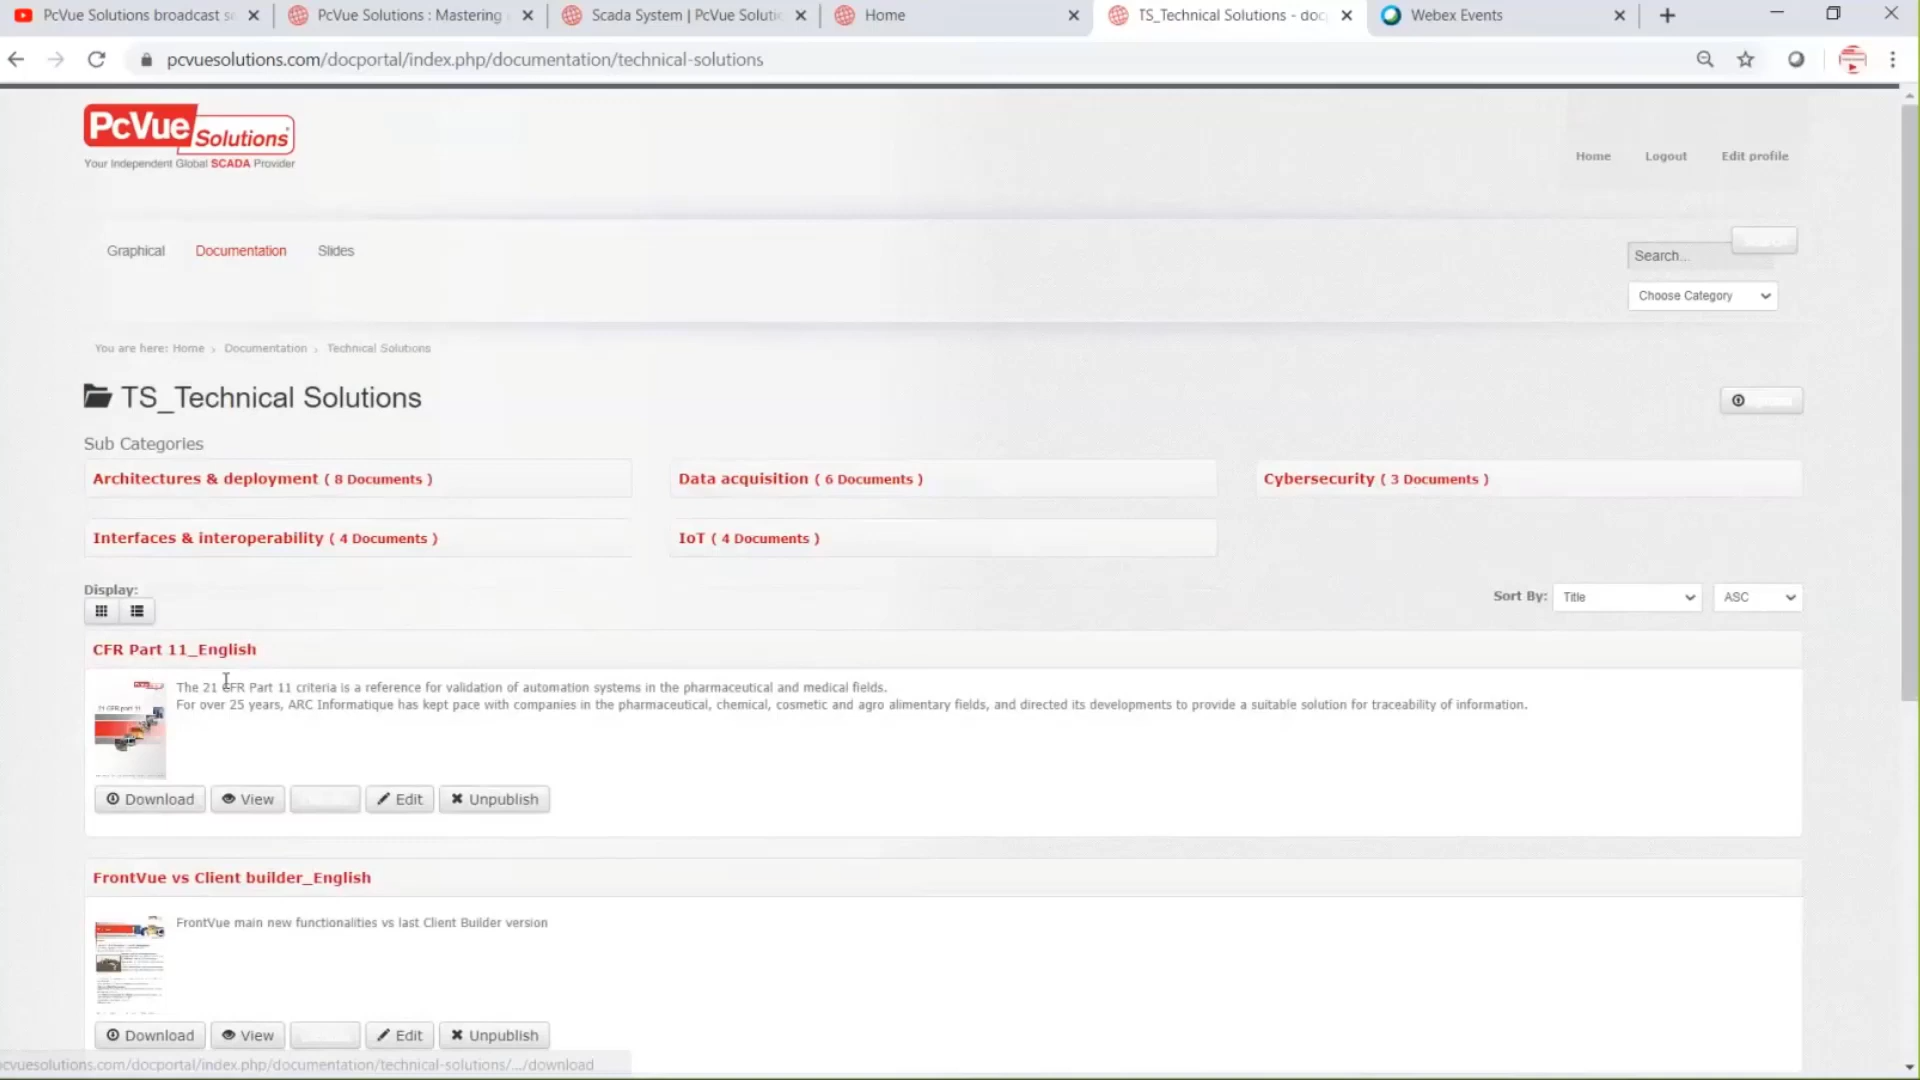 PcVue Solutions broadcast se
PcVue Solutions : Mastering
Scada System | PcVue Solutio
Home
TS_Technical Solutions - doc
Webex Events
pcvuesolutions.com/docportal/index.php/documentation/technical-solutions
PcVue Solutions
Your Independent Global SCADA Provider
Home Logout Edit profile
Graphical Documentation Slides
Search...
Choose Category
You are here: Home > Documentation > Technical Solutions
TS_Technical Solutions
Sub Categories
Architectures & deployment ( 8 Documents ) Data acquisition ( 6 Documents ) Cybersecurity ( 3 Documents )
Interfaces & interoperability ( 4 Documents ) IoT ( 4 Documents )
Display:
Sort By: Title ASC
CFR Part 11_English
The 21 CFR Part 11 criteria is a reference for validation of automation systems in the pharmaceutical and medical fields.
For over 25 years, ARC Informatique has kept pace with companies in the pharmaceutical, chemical, cosmetic and agro alimentary fields, and directed its developments to provide a suitable solution for traceability of information.
21 CFR part 11
Download View Edit Unpublish
FrontVue vs Client builder_English
FrontVue main new functionalities vs last Client Builder version
Download View Edit Unpublish
pcvuesolutions.com/docportal/index.php/documentation/technical-solutions/.../download